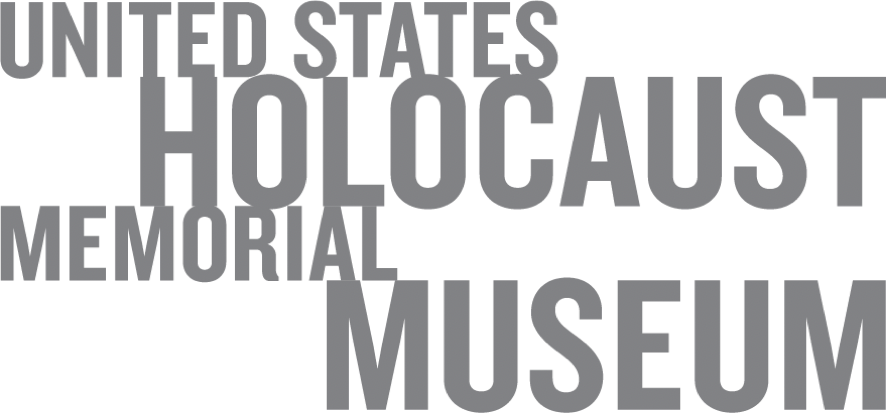 UNITED STATES
HOLOCAUST
MEMORIAL
MUSEUM